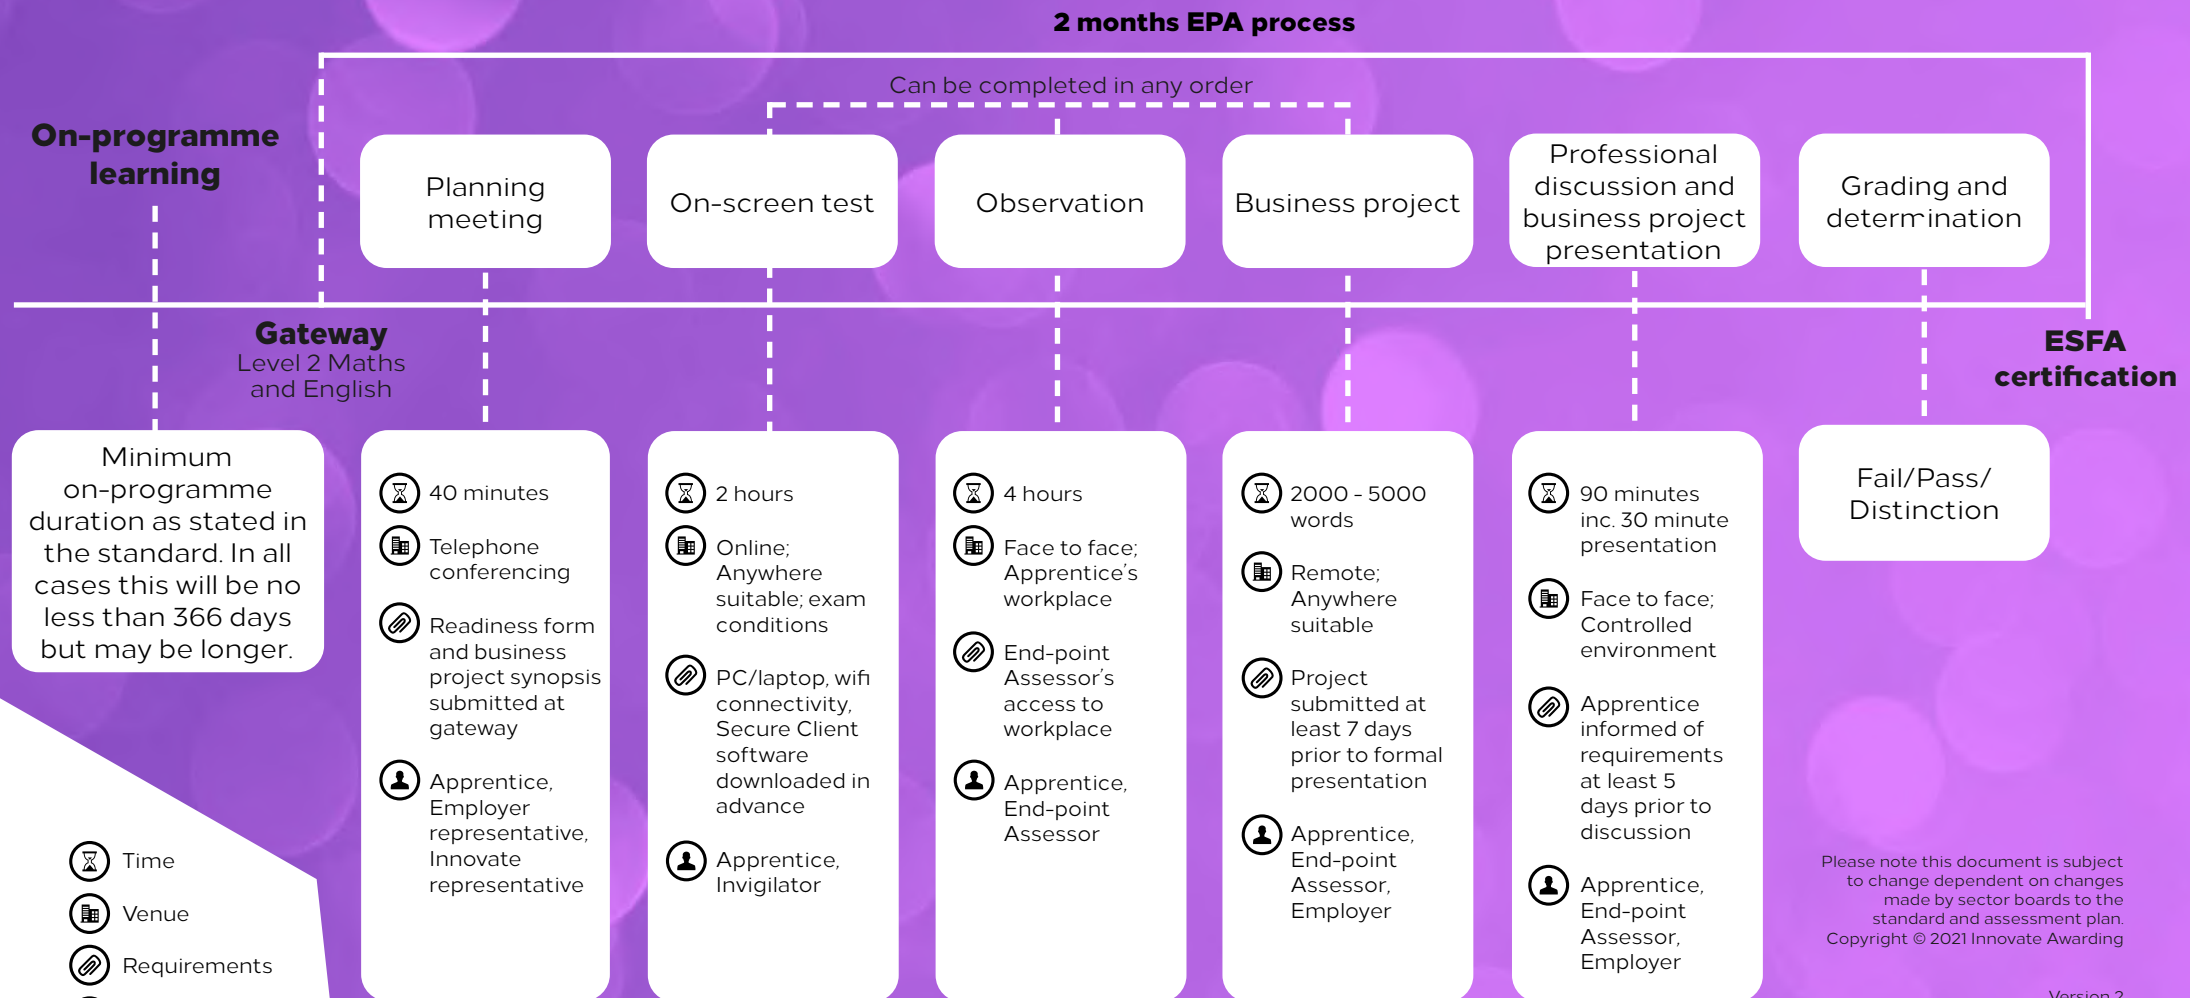 2 months EPA process
Can be completed in any order
On-programme
learning
Planning
meeting
On-screen test
Observation
Business project
Professional
discussion and
business project
presentation
Grading and
determination
Gateway
Level 2 Maths
and English
ESFA
certification
Minimum
on-programme
duration as stated in
the standard. In all
cases this will be no
less than 366 days
but may be longer.
40 minutes
Telephone
conferencing
Readiness form
and business
project synopsis
submitted at
gateway
Apprentice,
Employer
representative,
Innovate
representative
2 hours
Online;
Anywhere
suitable; exam
conditions
PC/laptop, wifi
connectivity,
Secure Client
software
downloaded in
advance
Apprentice,
Invigilator
4 hours
Face to face;
Apprentice's
workplace
End-point
Assessor's
access to
workplace
Apprentice,
End-point
Assessor
2000 - 5000
words
Remote;
Anywhere
suitable
Project
submitted at
least 7 days
prior to formal
presentation
Apprentice,
End-point
Assessor,
Employer
90 minutes
inc. 30 minute
presentation
Face to face;
Controlled
environment
Apprentice
informed of
requirements
at least 5
days prior to
discussion
Apprentice,
End-point
Assessor,
Employer
Fail/Pass/
Distinction
Time
Venue
Requirements
Please note this document is subject
to change dependent on changes
made by sector boards to the
standard and assessment plan.
Copyright © 2021 Innovate Awarding
Version 2